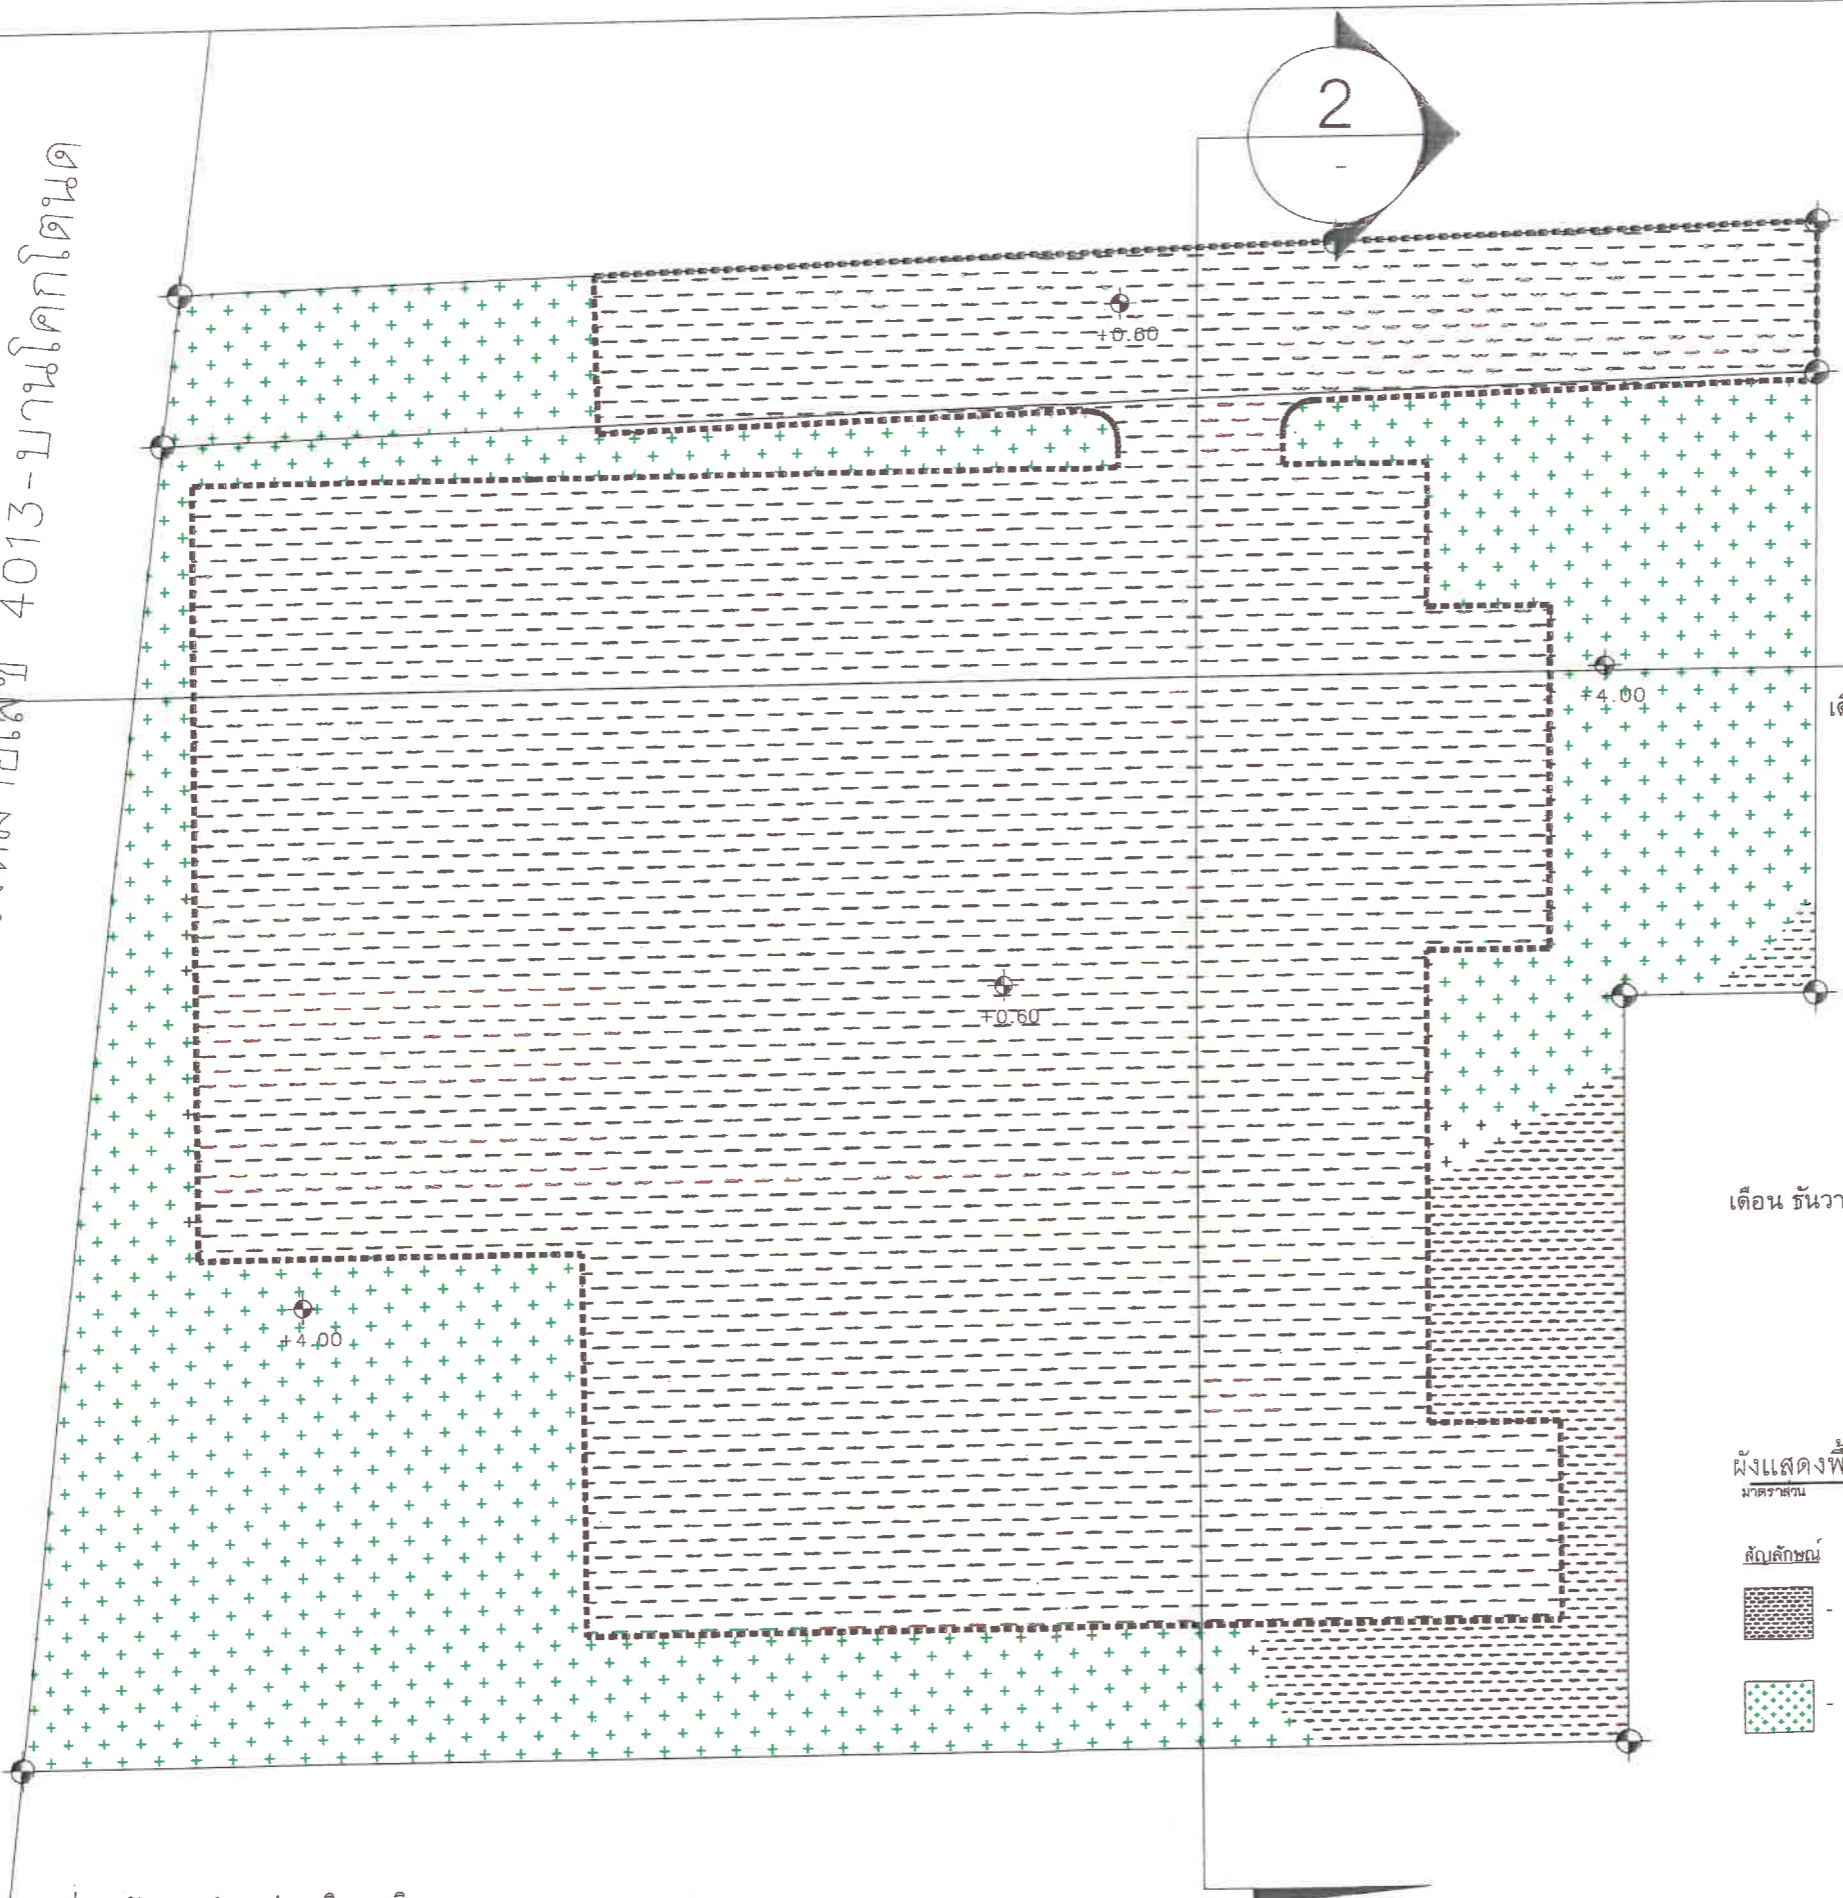 2
-
4013-บานโคกโตนด
+0.60
+4.00
+0.60
เดือน ธันวา
+4.00
ผังแสดงพื้
มาตราส่วน
สัญลักษณ์
-
-